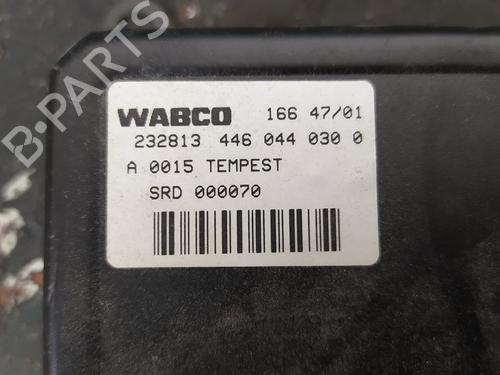 B-PARTS
WABCO 166 47/01
232813 446 044 030 0
A 0015 TEMPEST
SRD 000070